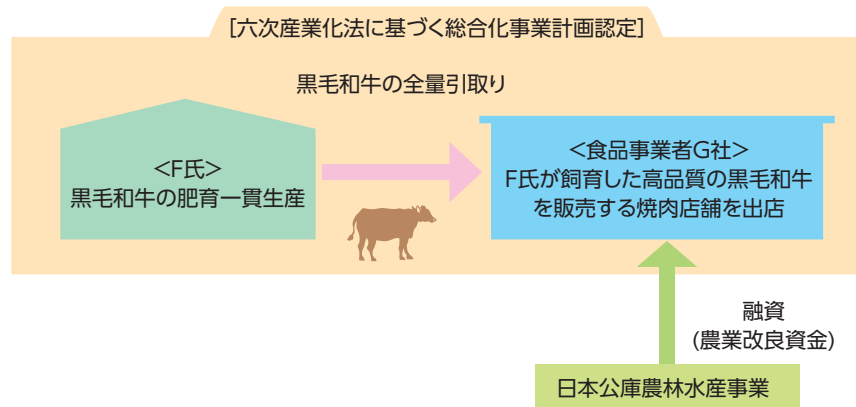 [六次産業化法に基づく総合化事業計画認定]
黒毛和牛の全量引取り
<F氏>
黒毛和牛の肥育一貫生産
<食品事業者G社>
F氏が飼育した高品質の黒毛和牛
を販売する焼肉店舗を出店
融資
(農業改良資金)
日本公庫農林水産事業